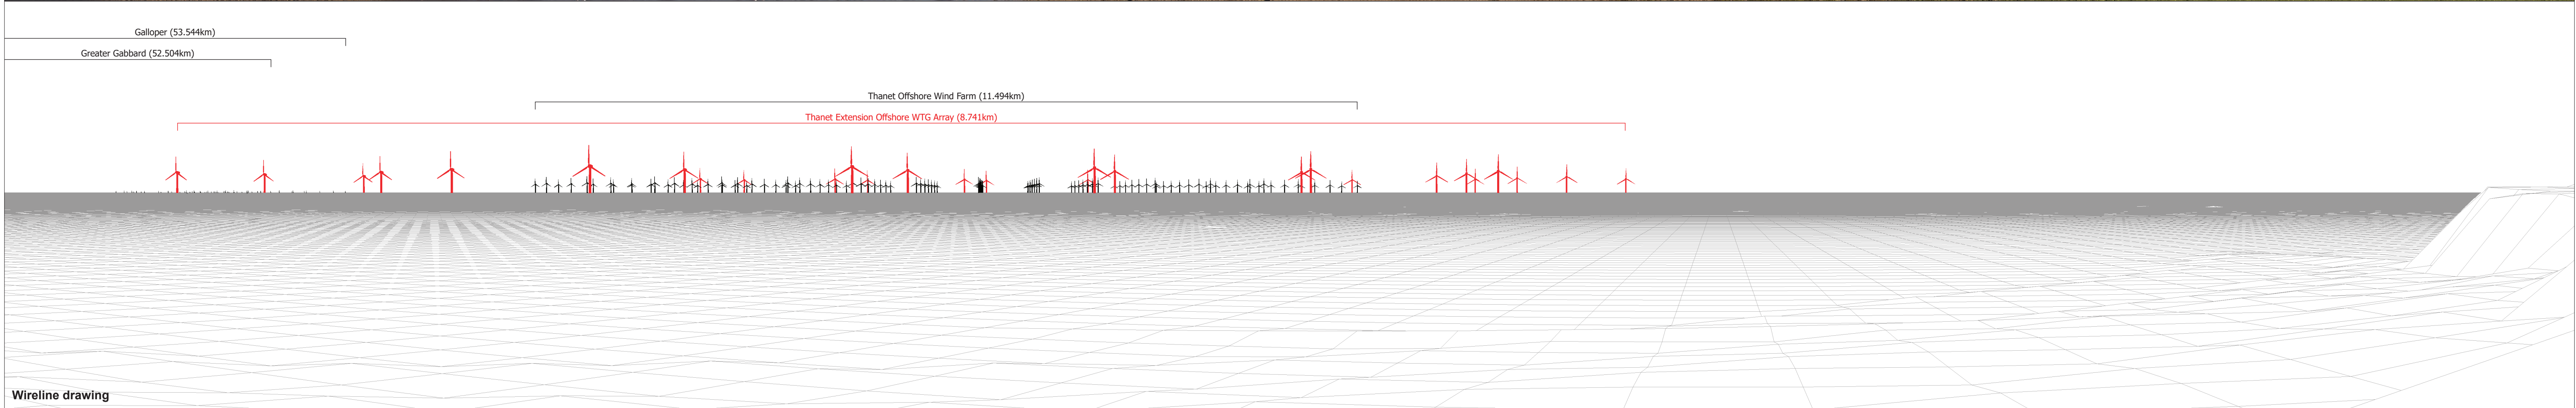 Galloper (53.544km)
Greater Gabbard (52.504km)
Thanet Offshore Wind Farm (11.494km)
Thanet Extension Offshore WTG Array (8.741km)
Wireline drawing